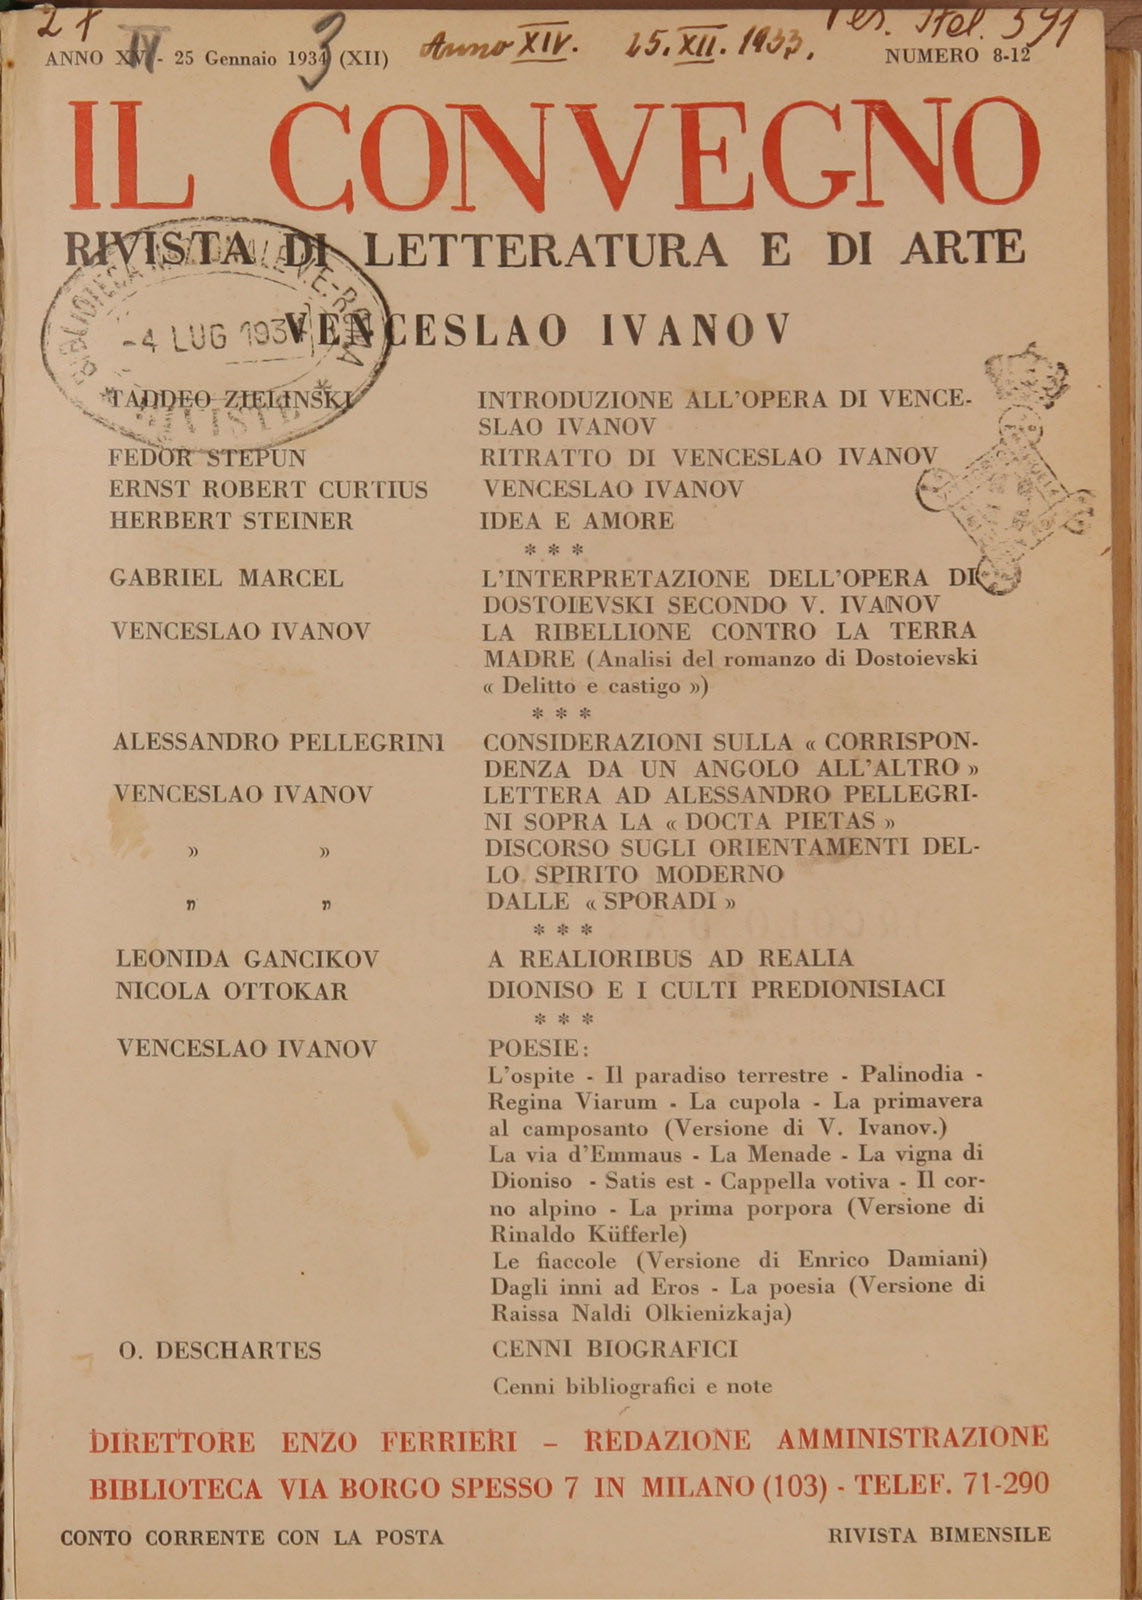 27 Anno XIV. 25.XII.1933. Per. Ital. 591
ANNO XV - 25 Gennaio 1934 (XII) NUMERO 8-12
IL CONVEGNO
RIVISTA DI LETTERATURA E DI ARTE
-4 LUG 193
VENCESLAO IVANOV
TADDEO ZIELINSKI INTRODUZIONE ALL'OPERA DI VENCE-
SLAO IVANOV
FEDOR STEPUN RITRATTO DI VENCESLAO IVANOV
ERNST ROBERT CURTIUS VENCESLAO IVANOV
HERBERT STEINER IDEA E AMORE
* * *
GABRIEL MARCEL L'INTERPRETAZIONE DELL'OPERA DI
DOSTOIEVSKI SECONDO V. IVANOV
VENCESLAO IVANOV LA RIBELLIONE CONTRO LA TERRA
MADRE (Analisi del romanzo di Dostoievski
« Delitto e castigo »)
* * *
ALESSANDRO PELLEGRINI CONSIDERAZIONI SULLA « CORRISPON-
DENZA DA UN ANGOLO ALL'ALTRO »
VENCESLAO IVANOV LETTERA AD ALESSANDRO PELLEGRI-
NI SOPRA LA « DOCTA PIETAS »
» » DISCORSO SUGLI ORIENTAMENTI DEL-
LO SPIRITO MODERNO
» » DALLE « SPORADI »
* * *
LEONIDA GANCIKOV A REALIORIBUS AD REALIA
NICOLA OTTOKAR DIONISO E I CULTI PREDIONISIACI
* * *
VENCESLAO IVANOV POESIE:
L'ospite - Il paradiso terrestre - Palinodia -
Regina Viarum - La cupola - La primavera
al camposanto (Versione di V. Ivanov.)
La via d'Emmaus - La Menade - La vigna di
Dioniso - Satis est - Cappella votiva - Il cor-
no alpino - La prima porpora (Versione di
Rinaldo Küfferle)
Le fiaccole (Versione di Enrico Damiani)
Dagli inni ad Eros - La poesia (Versione di
Raissa Naldi Olkienizkaja)
O. DESCHARTES CENNI BIOGRAFICI
Cenni bibliografici e note
DIRETTORE ENZO FERRIERI - REDAZIONE AMMINISTRAZIONE
BIBLIOTECA VIA BORGO SPESSO 7 IN MILANO (103) - TELEF. 71-290
CONTO CORRENTE CON LA POSTA RIVISTA BIMENSILE